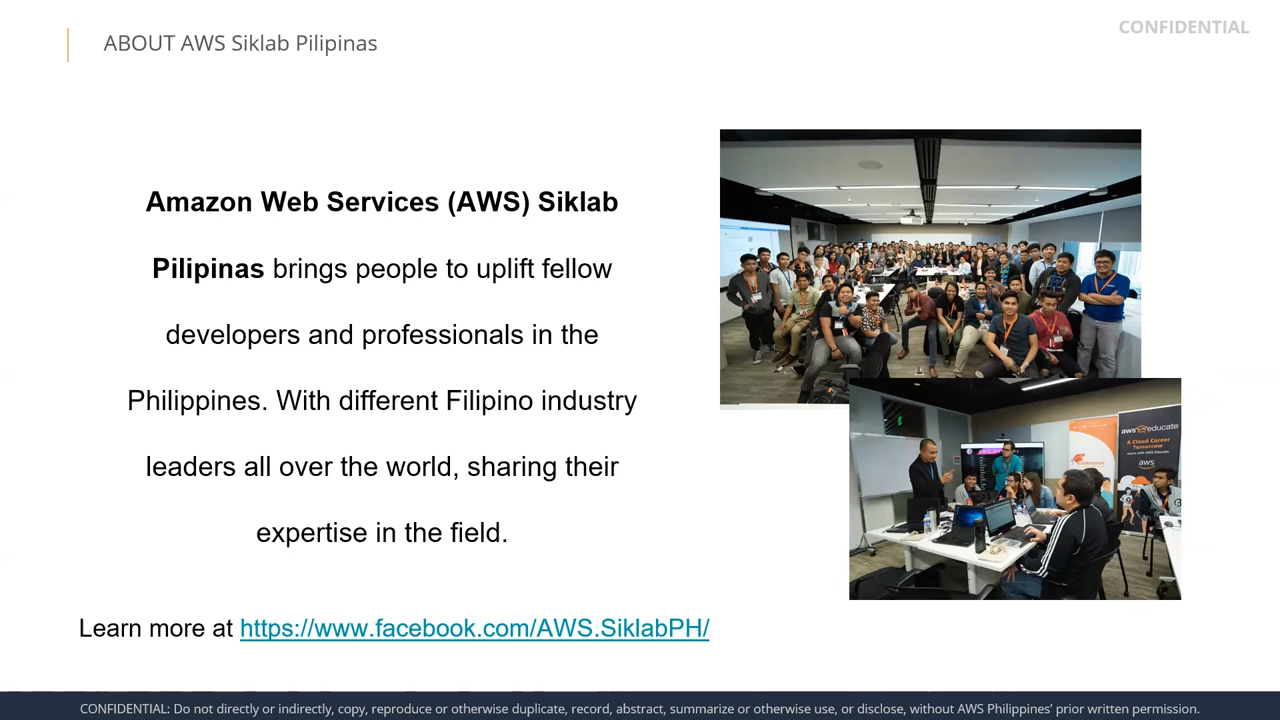 ABOUT AWS Siklab Pilipinas
CONFIDENTIAL
Amazon Web Services (AWS) Siklab
Pilipinas brings people to uplift fellow
developers and professionals in the
Philippines. With different Filipino industry
leaders all over the world, sharing their
expertise in the field.
Learn more at https://www.facebook.com/AWS.SiklabPH/
aws educate
A Cloud Career
Tomorrow
Starts with AWS Educate
aws
CONFIDENTIAL: Do not directly or indirectly, copy, reproduce or otherwise duplicate, record, abstract, summarize or otherwise use, or disclose, without AWS Philippines’ prior written permission.